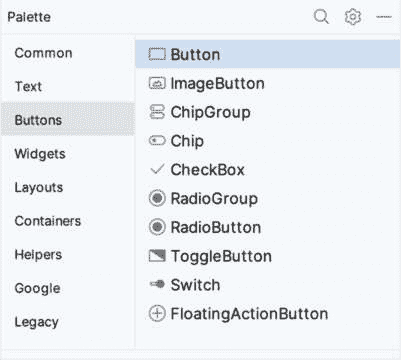 Palette
Common
Text
Buttons
Widgets
Layouts
Containers
Helpers
Google
Legacy
Button
ImageButton
ChipGroup
Chip
CheckBox
RadioGroup
RadioButton
ToggleButton
Switch
FloatingActionButton